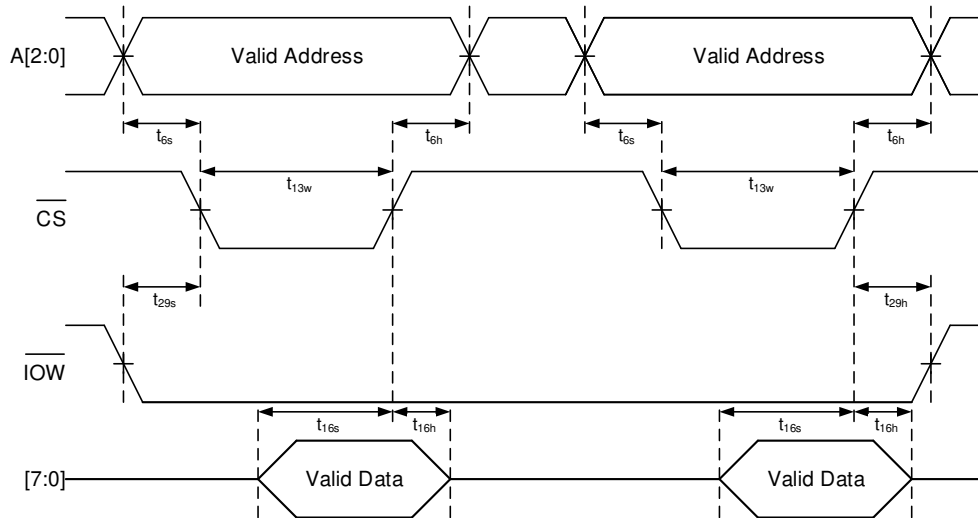 A[2:0]
Valid Address
Valid Address
t6s
t6h
t6s
t6h
t13w
t13w
CS
t29s
t29h
IOW
t16s
t16h
t16s
t16h
[7:0]
Valid Data
Valid Data